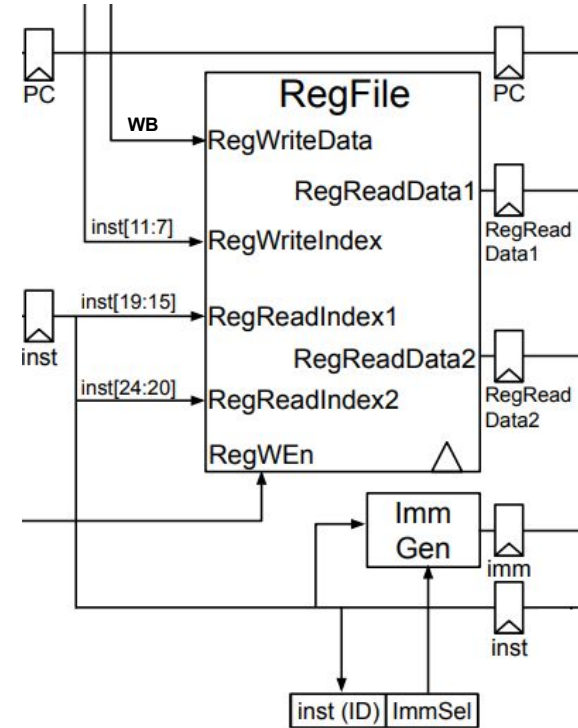 PC
PC
RegFile
WB
RegWriteData
RegReadData1
RegRead
Data1
inst[11:7]
RegWriteIndex
inst[19:15]
RegReadIndex1
inst
RegReadData2
RegRead
Data2
inst[24:20]
RegReadIndex2
RegWEn
Imm
Gen
imm
inst
inst (ID)
ImmSel